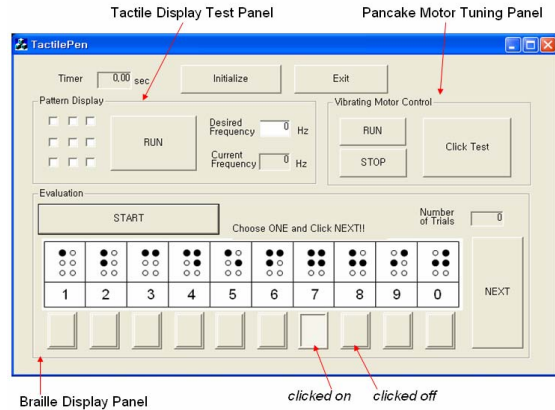 Tactile Display Test Panel
Pancake Motor Tuning Panel
TactilePen
Timer 0,00 sec
Initialize
Exit
Pattern Display
RUN
Desired Frequency 0 Hz
Current Frequency 0 Hz
Vibrating Motor Control
RUN
STOP
Click Test
Evaluation
START
Choose ONE and Click NEXT!!
Number of Trials 0
1 2 3 4 5 6 7 8 9 0
NEXT
Braille Display Panel
clicked on
clicked off